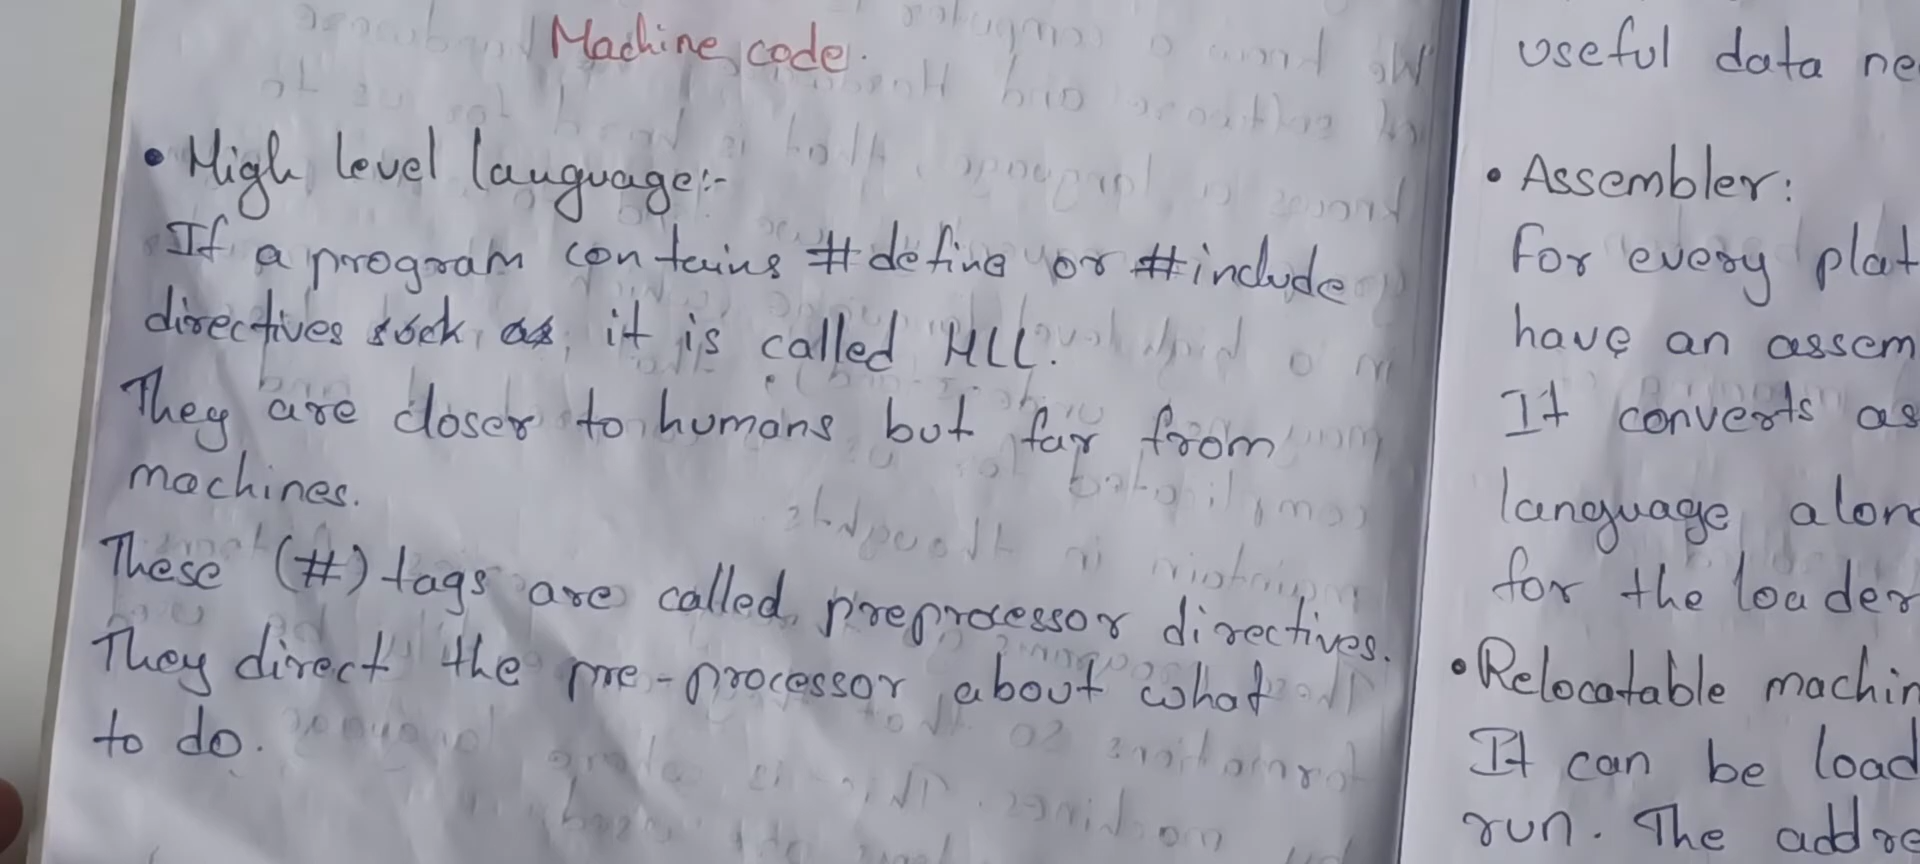 Machine code.
• High level language:-
If a program contains #define or #include
directives such as, it is called HLL.
They are closer to humans but far from
machines.
These (#) tags are called preprocessor directives.
They direct the pre-processor about what
to do.
useful data ne
• Assembler:
For every plat
have an assem
It converts as
language alon
for the loader
• Relocatable machin
It can be load
run. The addre